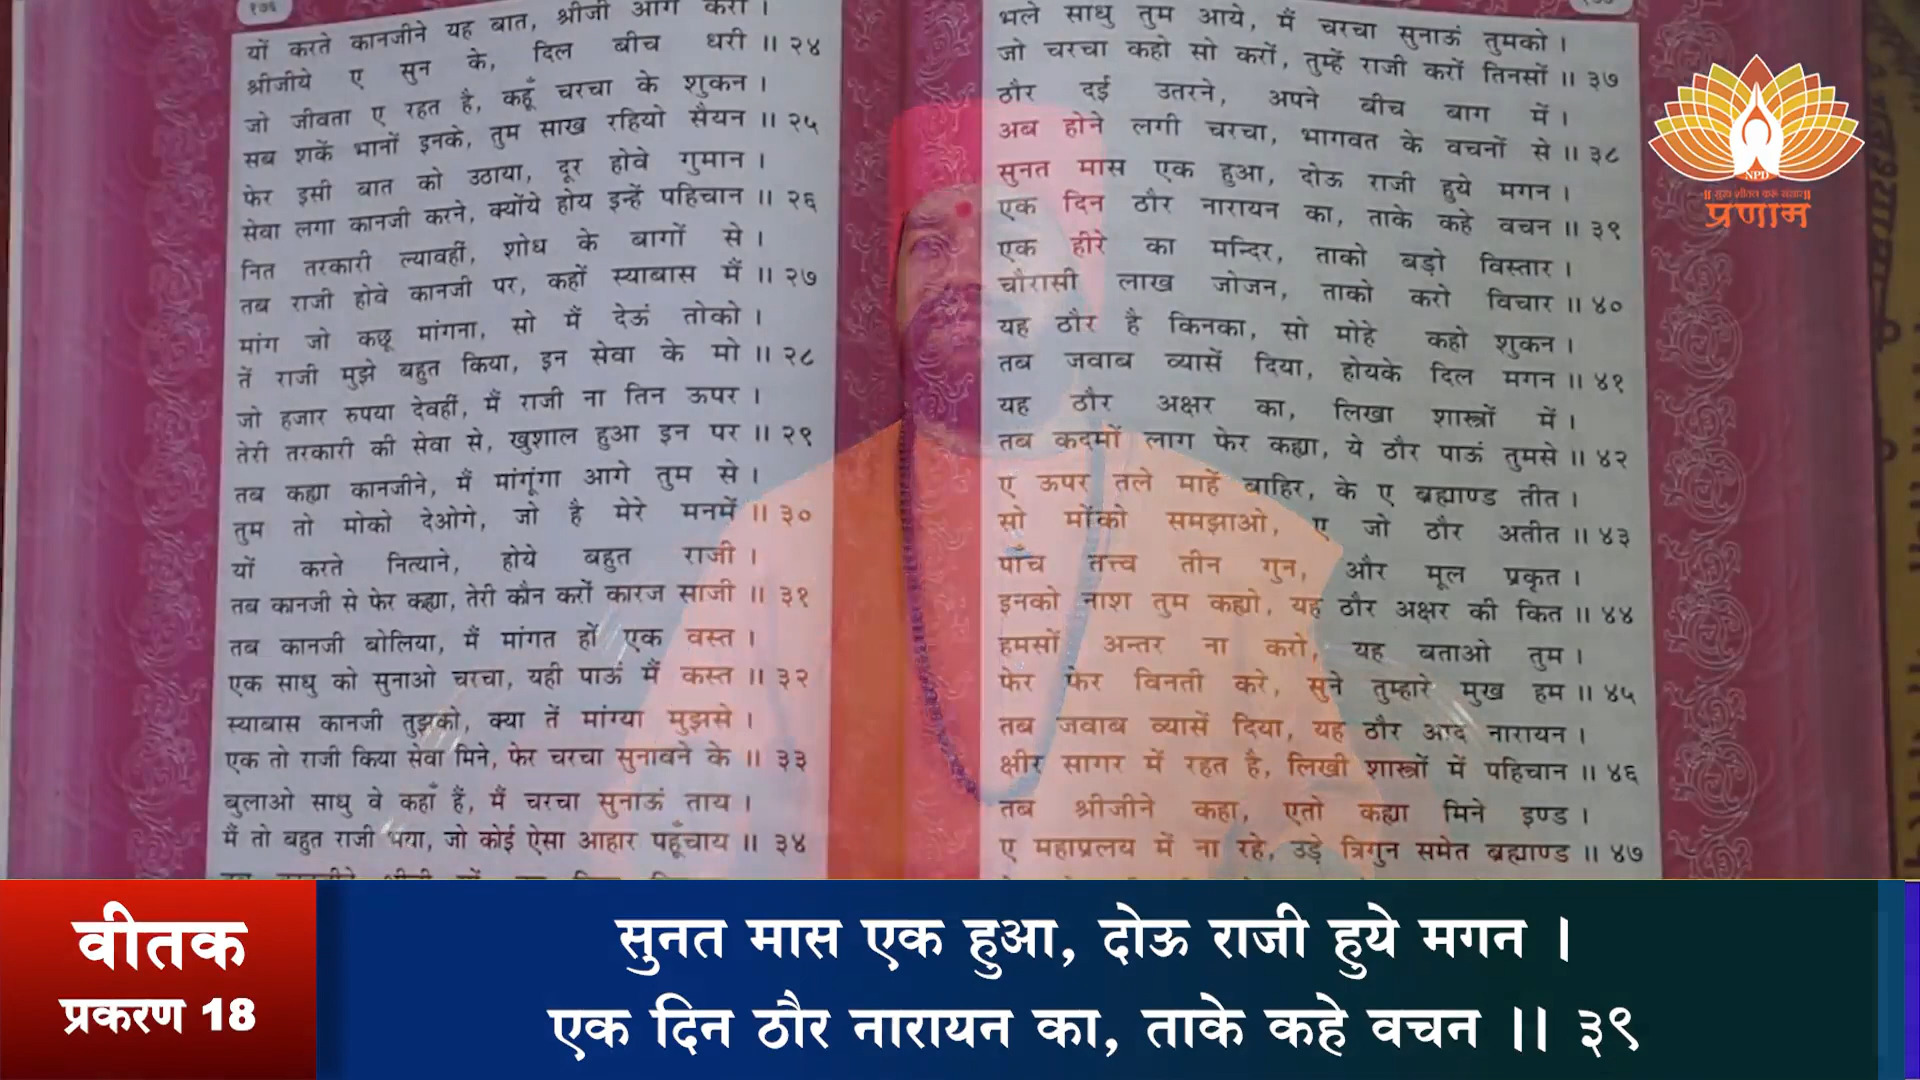 १७६
यों करते कानजीने यह बात, श्रीजी आगे करी ।
श्रीजीये ए सुन के, दिल बीच धरी ॥ २४
जो जीवता ए रहत है, कहूँ चरचा के शुकन ।
सब शकें भानों इनके, तुम साख रहियो सैयन ॥ २५
फेर इसी बात को उठाया, दूर होवे गुमान ।
सेवा लगा कानजी करने, क्योंये होय इन्हें पहिचान ॥ २६
नित तरकारी ल्यावहीं, शोध के बागों से ।
तब राजी होवे कानजी पर, कहों स्याबास मैं ॥ २७
मांग जो कछू मांगना, सो मैं देऊं तोको ।
तें राजी मुझे बहुत किया, इन सेवा के मो ॥ २८
जो हजार रुपया देवहीं, मैं राजी ना तिन ऊपर ।
तेरी तरकारी की सेवा से, खुशाल हुआ इन पर ॥ २९
तब कह्या कानजीने, मैं मांगूंगा आगे तुम से ।
तुम तो मोको देओगे, जो है मेरे मनमें ॥ ३०
यों करते नित्याने, होये बहुत राजी ।
तब कानजी से फेर कह्या, तेरी कौन करों कारज साजी ॥ ३१
तब कानजी बोलिया, मैं मांगत हों एक वस्त ।
एक साधु को सुनाओ चरचा, यही पाऊं मैं कस्त ॥ ३२
स्याबास कानजी तुझको, क्या तें मांग्या मुझसे ।
एक तो राजी किया सेवा मिने, फेर चरचा सुनावने के ॥ ३३
बुलाओ साधु वे कहाँ हैं, मैं चरचा सुनाऊं ताय ।
मैं तो बहुत राजी भया, जो कोई ऐसा आहार पहूँचाय ॥ ३४
भले साधु तुम आये, मैं चरचा सुनाऊं तुमको ।
जो चरचा कहो सो करों, तुम्हें राजी करों तिनसों ॥ ३७
ठौर दई उतरने, अपने बीच बाग में ।
अब होने लगी चरचा, भागवत के वचनों से ॥ ३८
सुनत मास एक हुआ, दोऊ राजी हुये मगन ।
एक दिन ठौर नारायन का, ताके कहे वचन ॥ ३९
एक हीरे का मन्दिर, ताको बड़ो विस्तार ।
चौरासी लाख जोजन, ताको करो विचार ॥ ४०
यह ठौर है किनका, सो मोहे कहो शुकन ।
तब जवाब व्यासें दिया, होयके दिल मगन ॥ ४१
यह ठौर अक्षर का, लिखा शास्त्रों में ।
तब कदमों लाग फेर कह्या, ये ठौर पाऊं तुमसे ॥ ४२
ए ऊपर तले माहें बाहिर, के ए ब्रह्माण्ड तीत ।
सो मोंको समझाओ, ए जो ठौर अतीत ॥ ४३
पाँच तत्त्व तीन गुन, और मूल प्रकृत ।
इनको नाश तुम कह्यो, यह ठौर अक्षर की कित ॥ ४४
हमसों अन्तर ना करो, यह बताओ तुम ।
फेर फेर विनती करे, सुने तुम्हारे मुख हम ॥ ४५
तब जवाब व्यासें दिया, यह ठौर आद नारायन ।
क्षीर सागर में रहत है, लिखी शास्त्रों में पहिचान ॥ ४६
तब श्रीजीने कहा, एतो कह्या मिने इण्ड ।
ए महाप्रलय में ना रहे, उड़े त्रिगुन समेत ब्रह्माण्ड ॥ ४७
NPD
प्रणाम
वीतक
प्रकरण 18
सुनत मास एक हुआ, दोऊ राजी हुये मगन ।
एक दिन ठौर नारायन का, ताके कहे वचन ॥ ३९